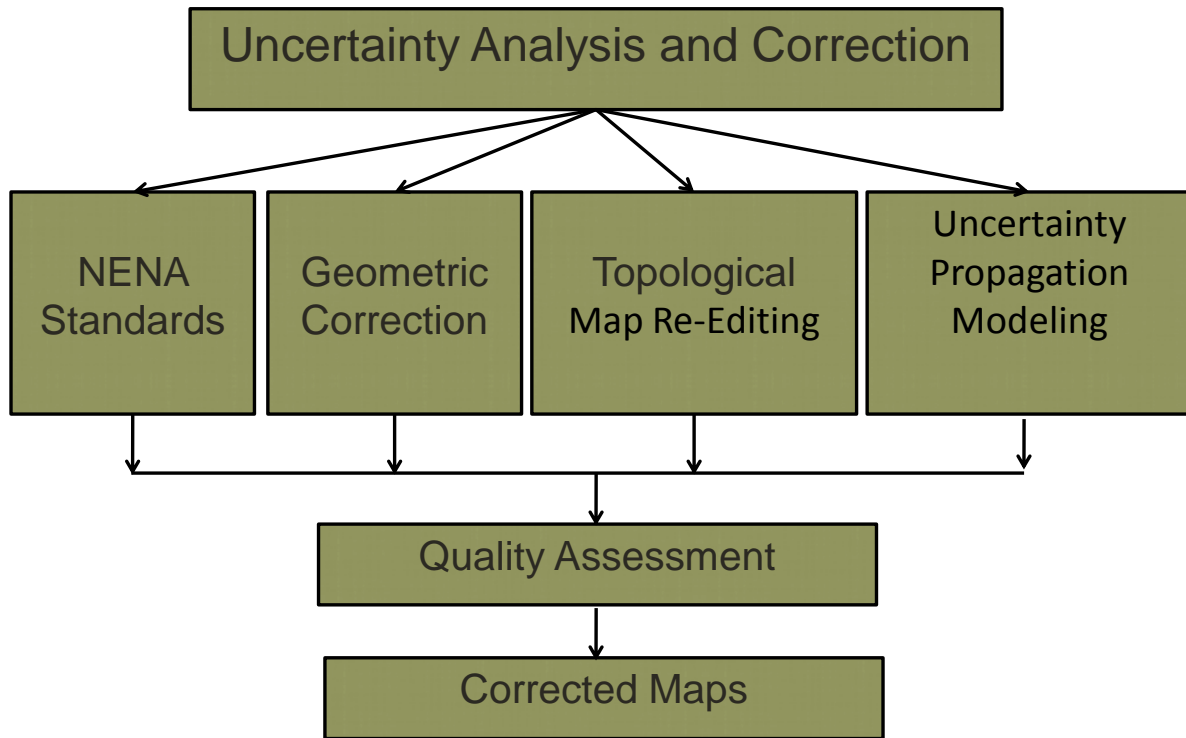 Uncertainty Analysis and Correction
NENA
Standards
Geometric
Correction
Topological
Map Re-Editing
Uncertainty
Propagation
Modeling
Quality Assessment
Corrected Maps